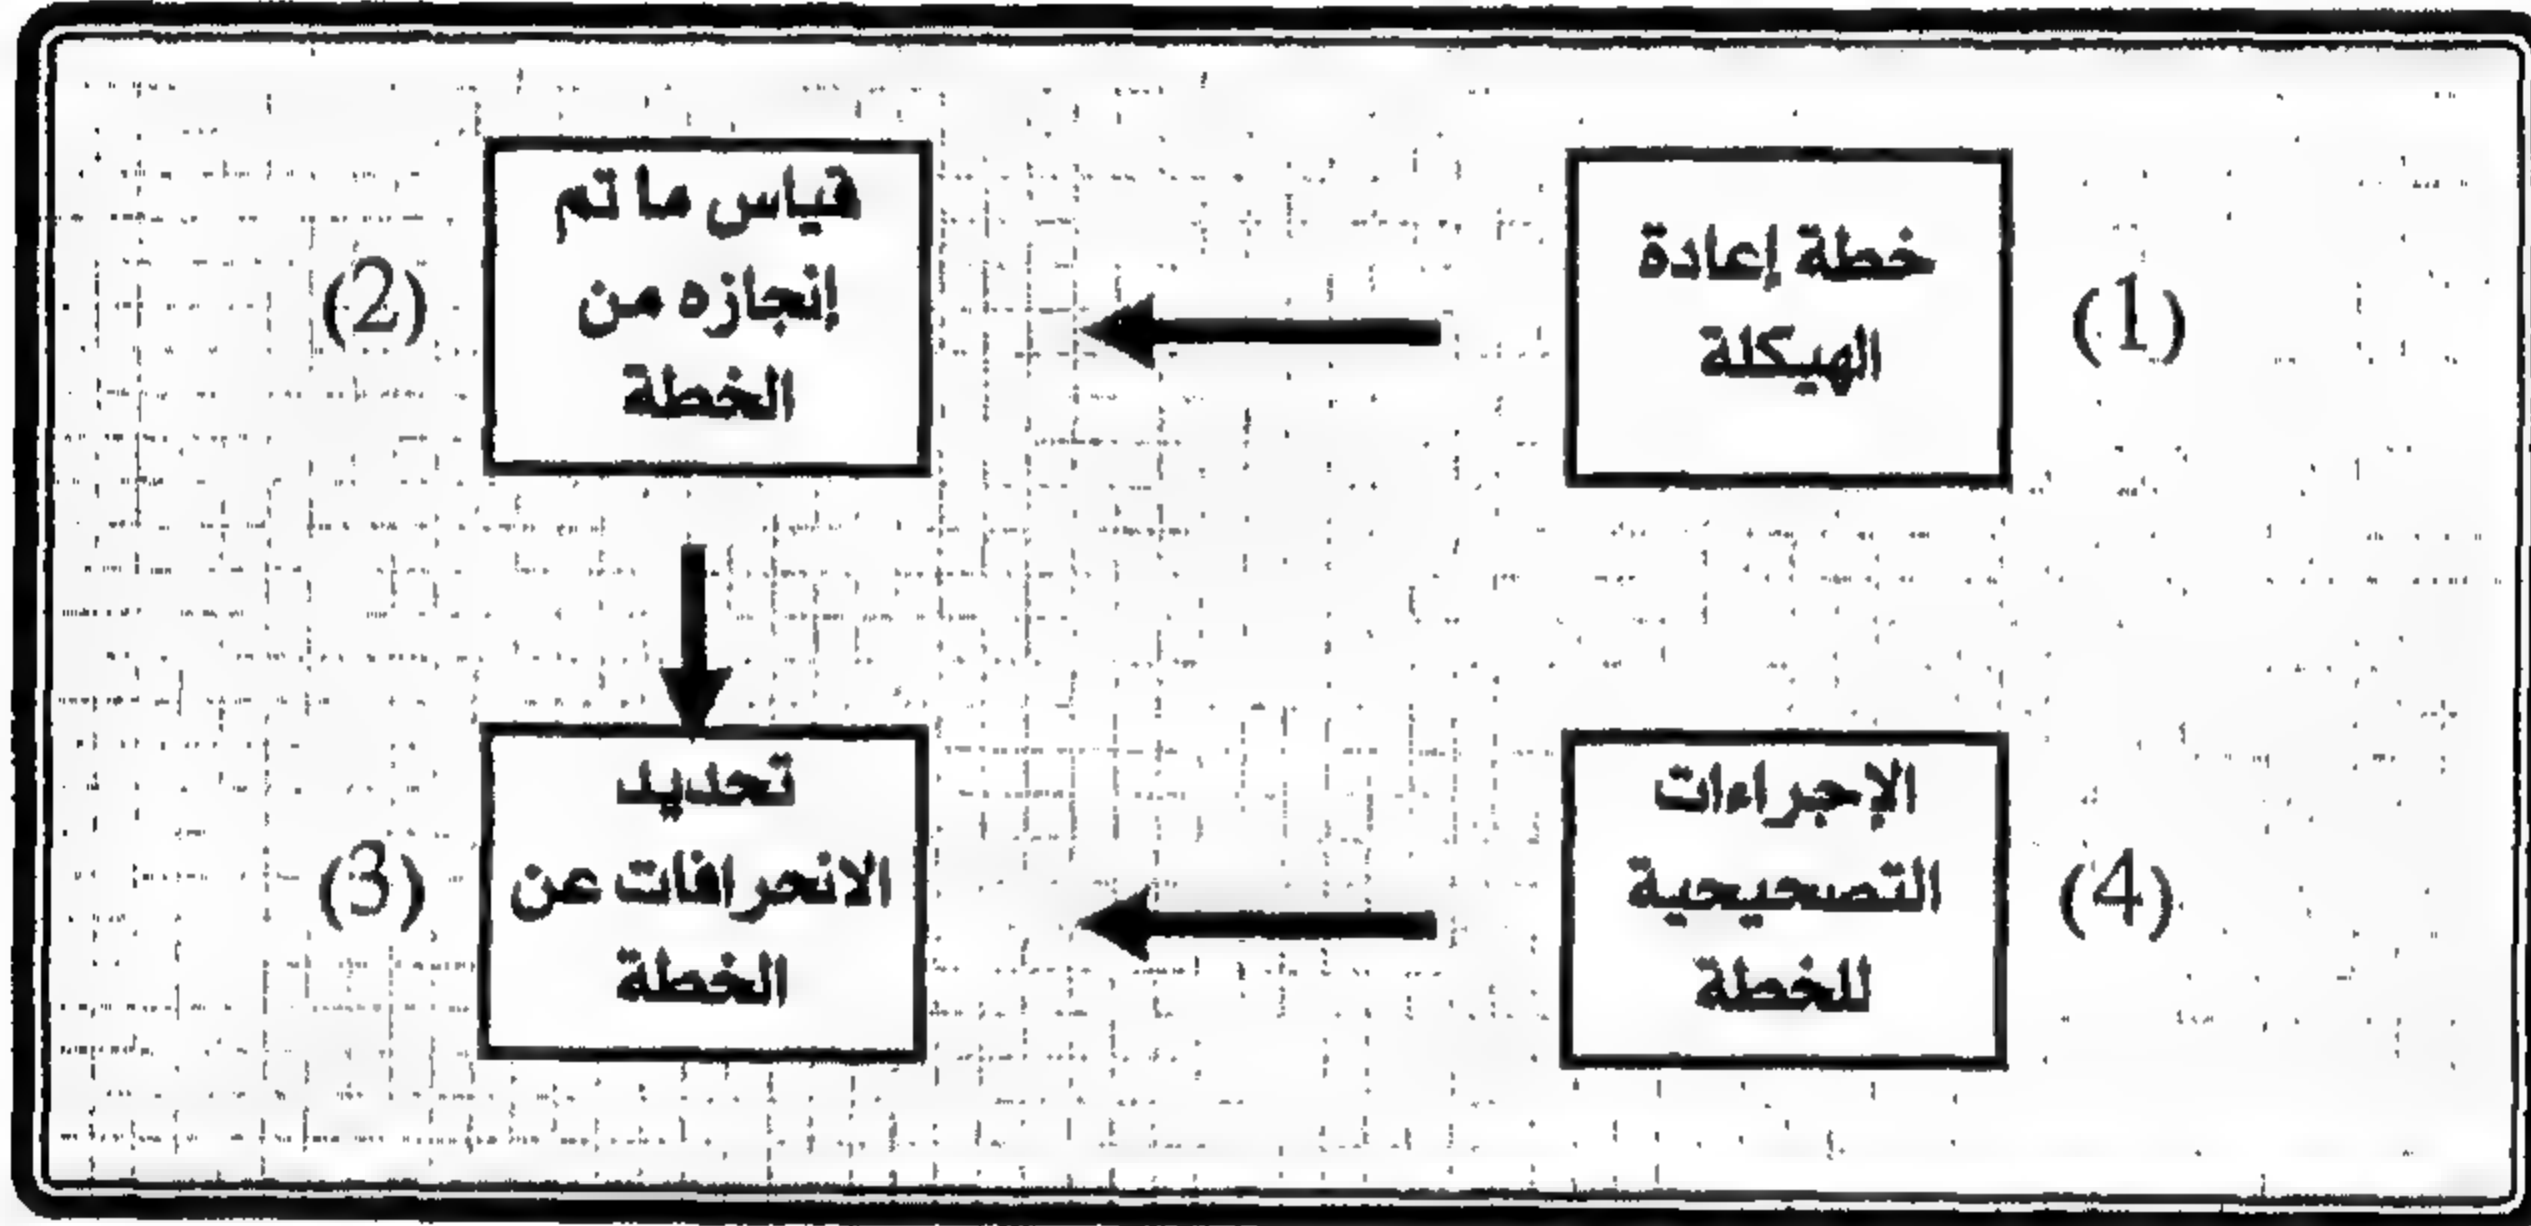 (1)
خطة إعادة
الهيكلة
(2)
قياس ما تم
إنجازه من
الخطة
(3)
تحديد
الانحرافات عن
الخطة
(4)
الإجراءات
التصحيحية
للخطة